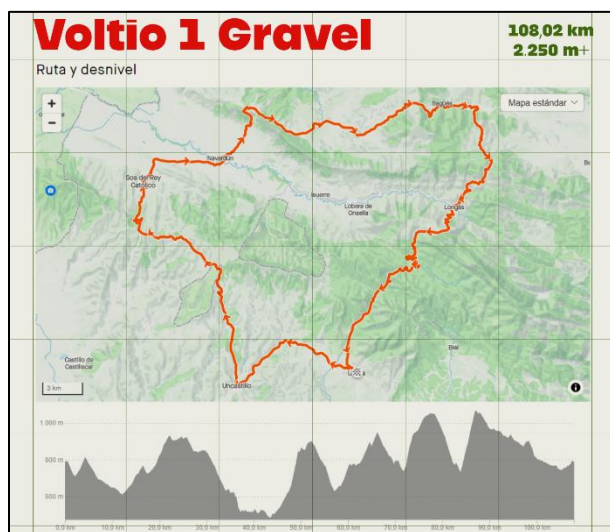 Voltio 1 Gravel
108,02 km
2.250 m+
Ruta y desnivel
+
−
Mapa estándar
Bagüés
Navardún
Sos del Rey
Católico
Isuerre
Lobera de
Onsella
Longás
Biel
Castillo de
Castiliscar
Uncastillo
3 km
1.000 m
800 m
600 m
0,0 km 10,0 km 20,0 km 30,0 km 40,0 km 50,0 km 60,0 km 70,0 km 80,0 km 90,0 km 100,0 km